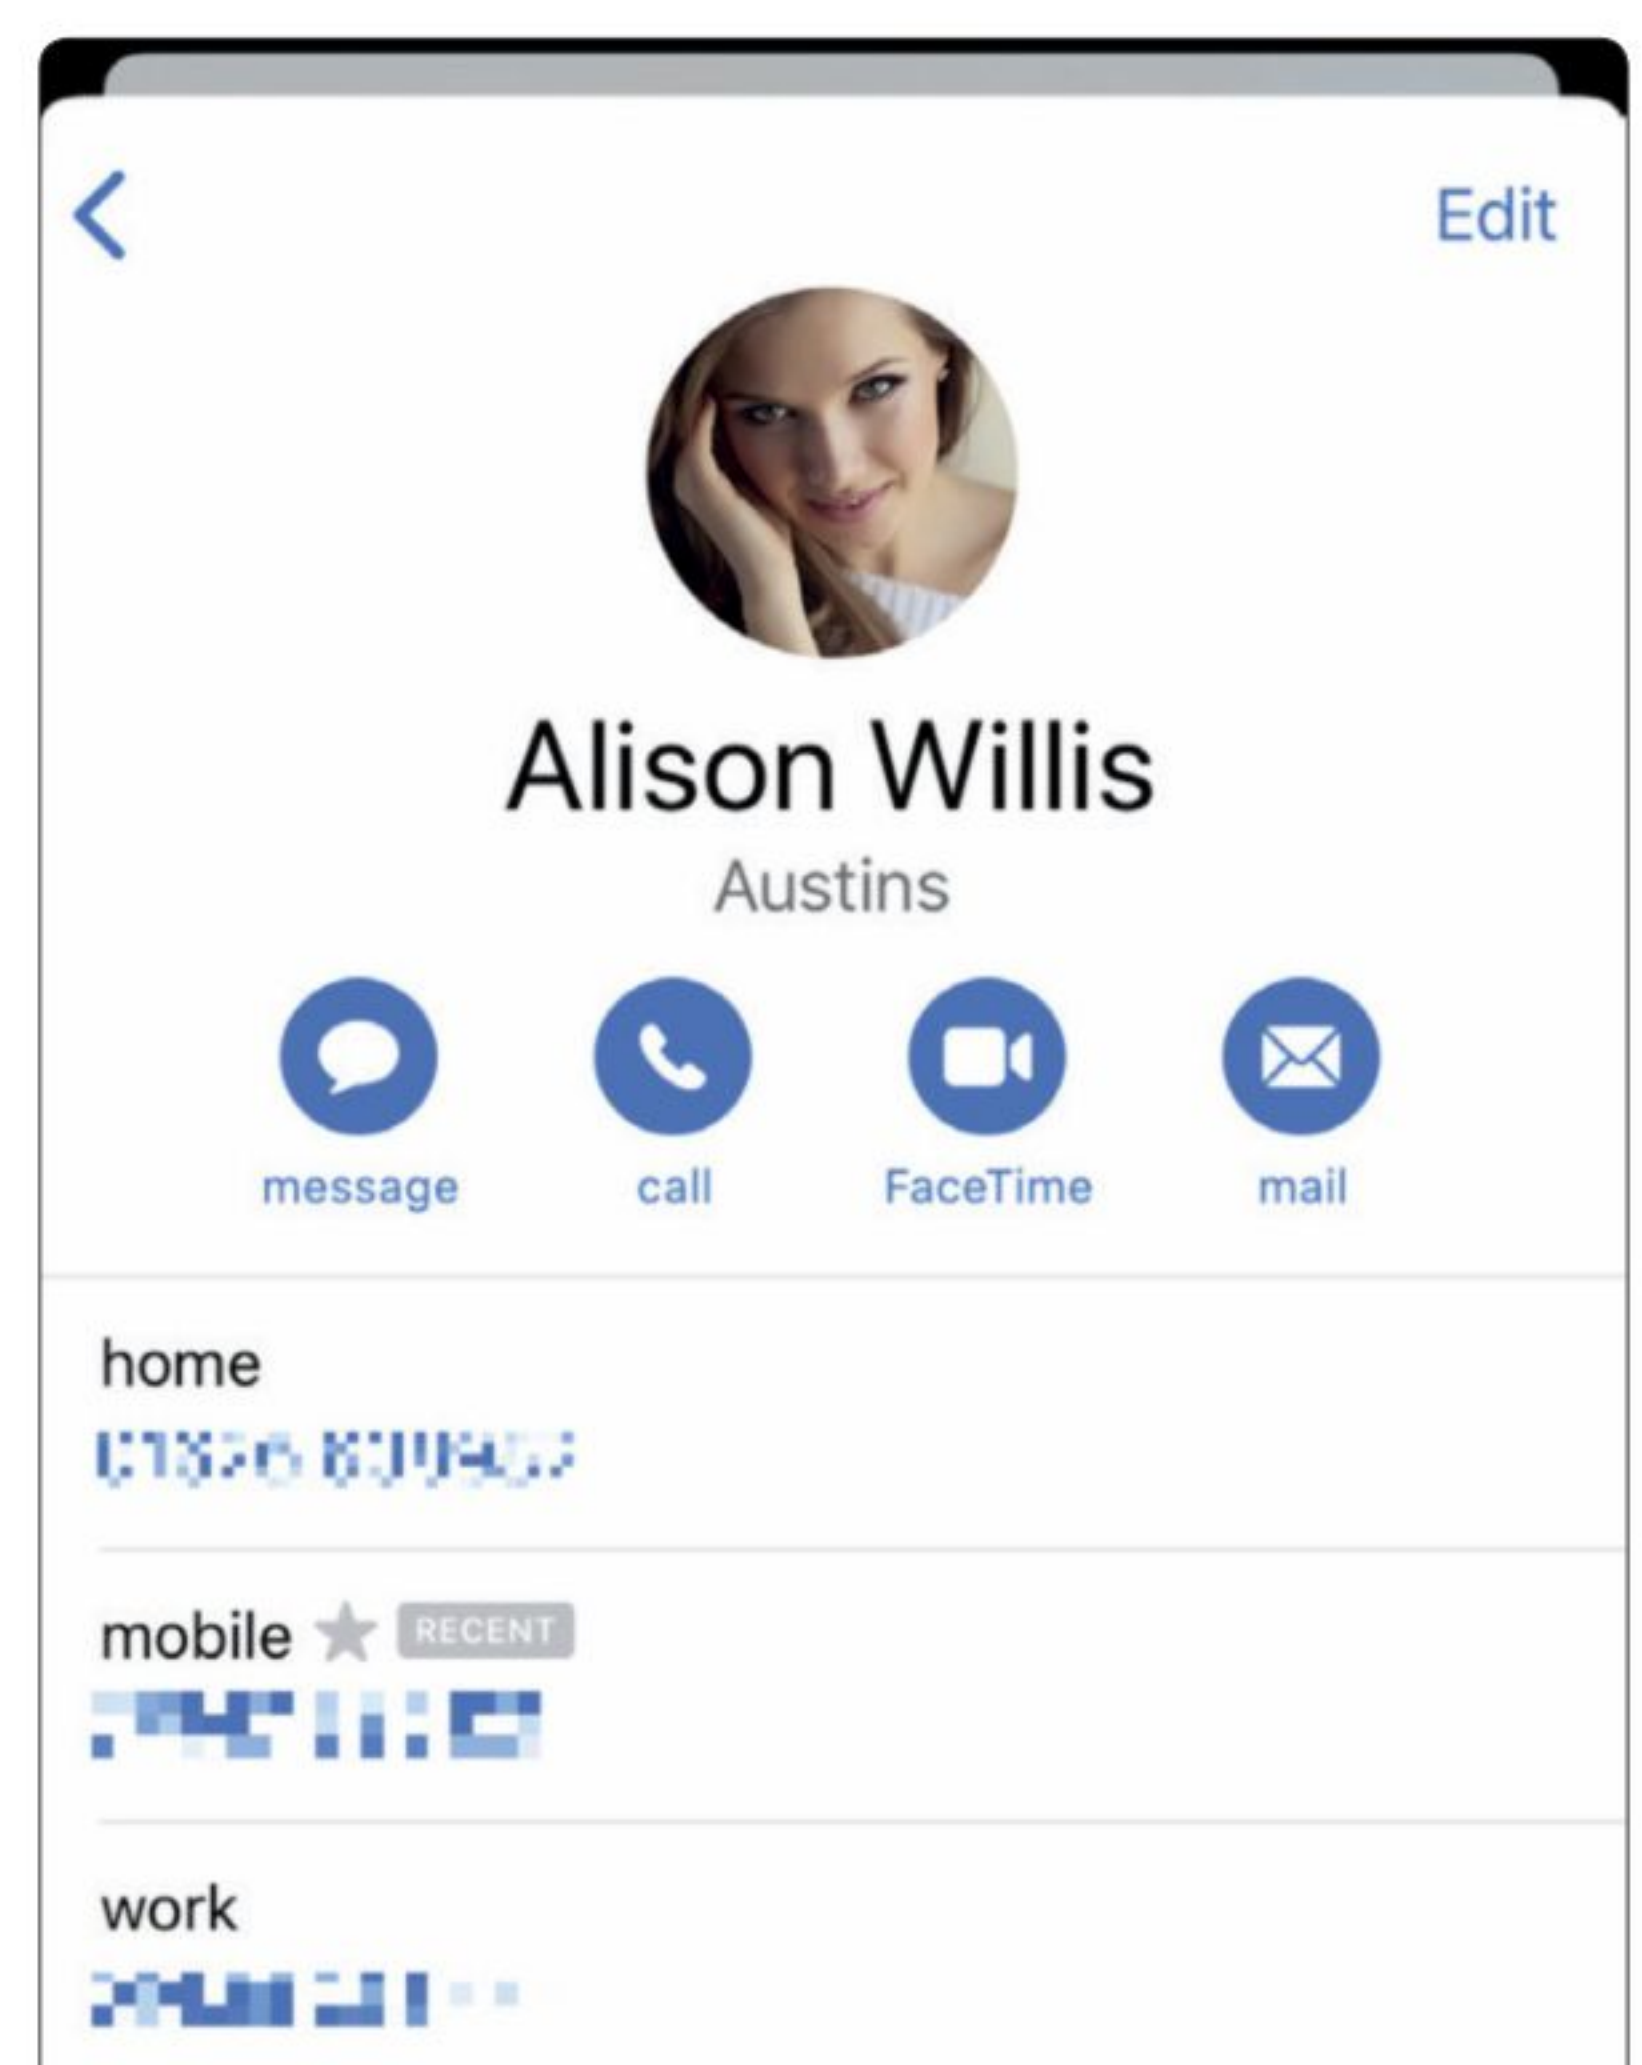 Edit
Alison Willis
Austins
message call FaceTime mail
home
mobile RECENT
work